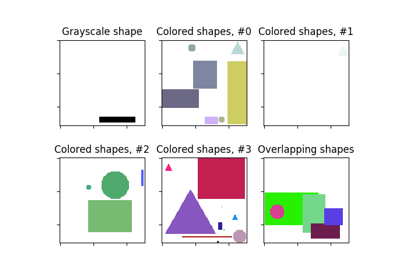 Grayscale shape
Colored shapes, #0
Colored shapes, #1
Colored shapes, #2
Colored shapes, #3
Overlapping shapes